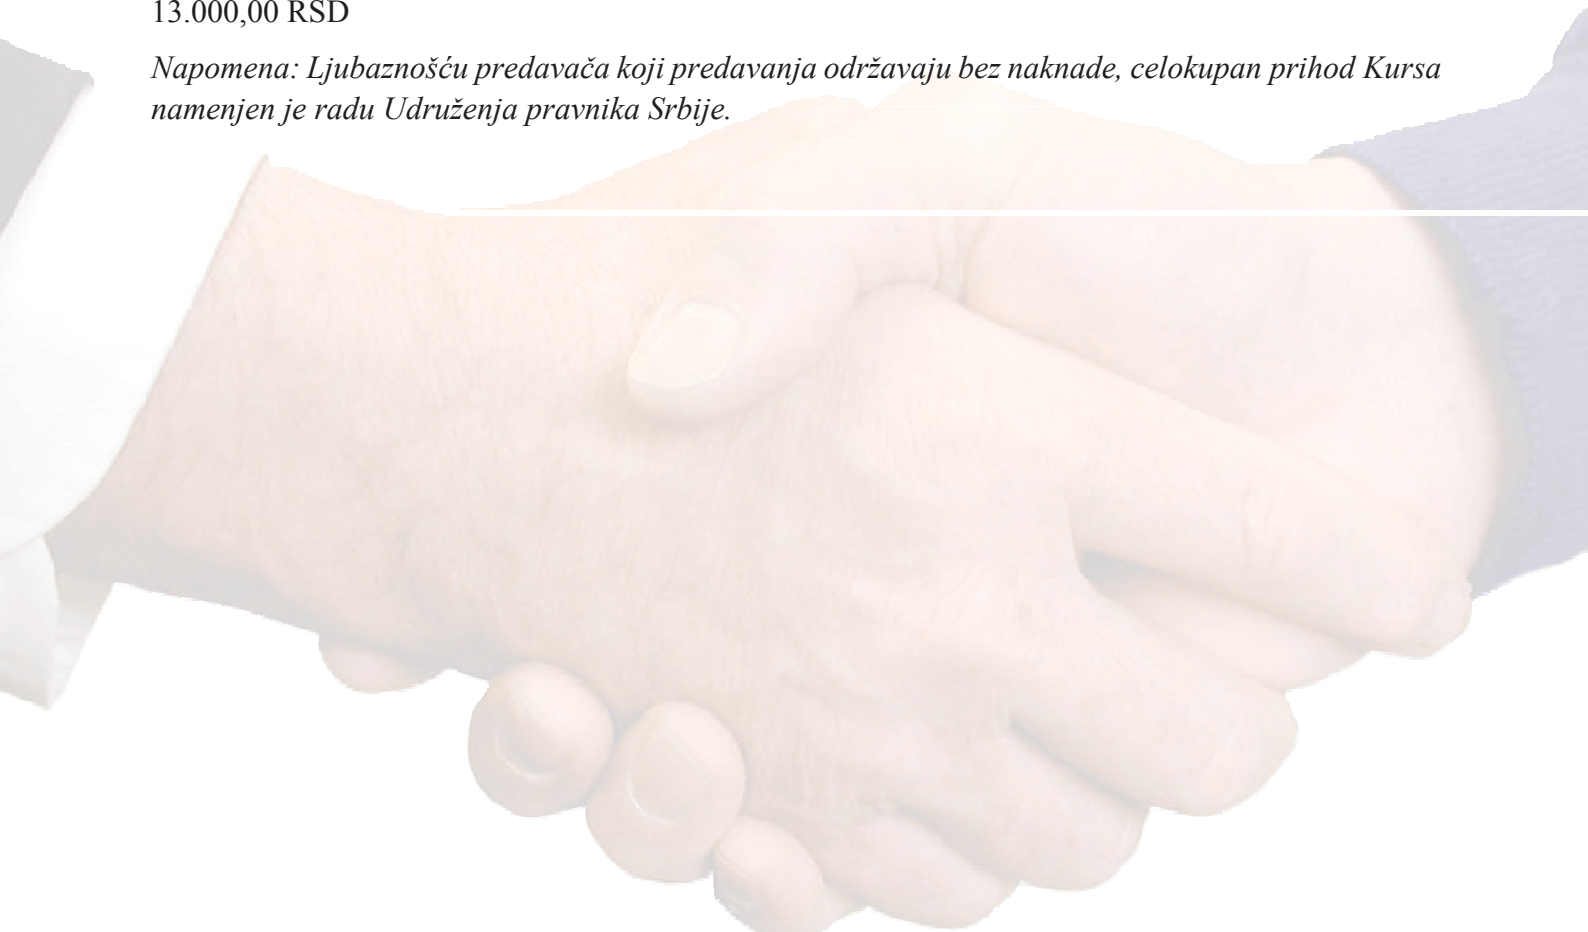 13.000,00 RSD
Napomena: Ljubaznošću predavača koji predavanja održavaju bez naknade, celokupan prihod Kursa
namenjen je radu Udruženja pravnika Srbije.